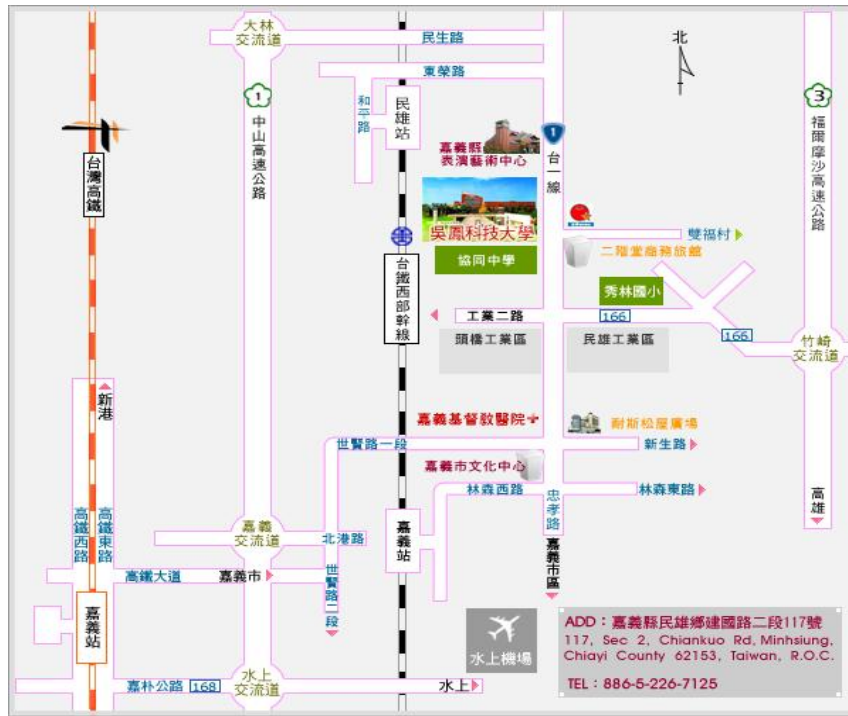 大林
交流道
民生路
北
東榮路
1
中山高速公路
和平路
民雄站
3
福爾摩沙高速公路
1
台一線
嘉義縣
表演藝術中心
台灣高鐵
吳鳳科技大學
雙福村
二階堂商務旅館
協同中學
台鐵西部幹線
秀林國小
工業二路
166
166
頭橋工業區
民雄工業區
竹崎
交流道
新港
嘉義基督教醫院
耐斯松屋廣場
世賢路一段
新生路
嘉義市文化中心
林森西路
林森東路
高雄
高鐵西路
高鐵東路
嘉義
交流道
北港路
嘉義站
忠孝路
嘉義市區
高鐵大道
嘉義市
世賢路二段
嘉義站
水上機場
ADD：嘉義縣民雄鄉建國路二段117號
117, Sec 2, Chiankuo Rd, Minhsiung,
Chiayi County 62153, Taiwan, R.O.C.
TEL：886-5-226-7125
嘉朴公路
168
水上
交流道
水上